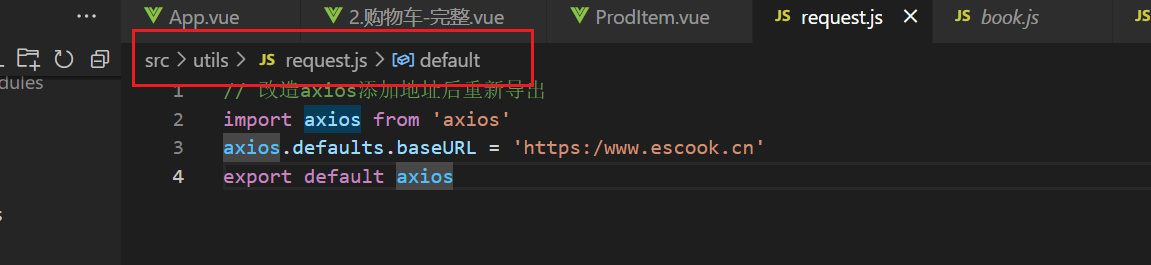 ··· App.vue 2.购物车-完整.vue ProdItem.vue JS request.js × JS book.js JS
src > utils > JS request.js > default
dules
1 // 改造axios添加地址后重新导出
2 import axios from 'axios'
3 axios.defaults.baseURL = 'https:/www.escook.cn'
4 export default axios
s